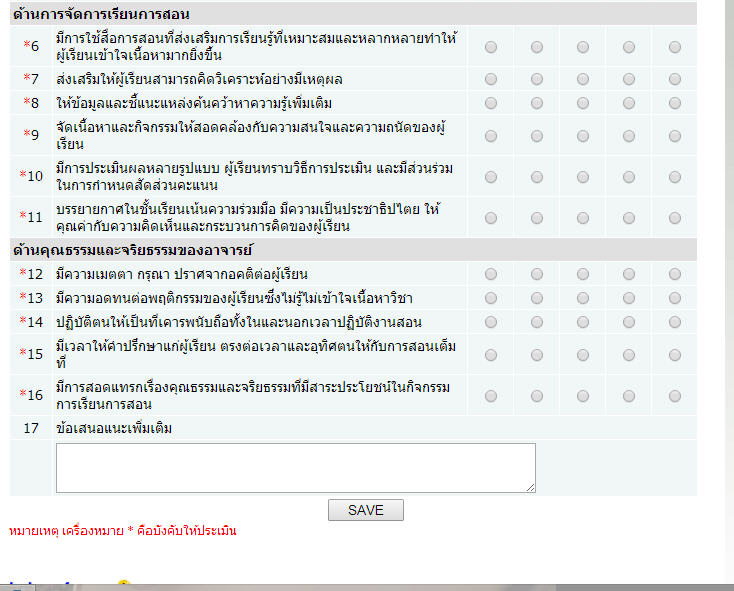 ด้านการจัดการเรียนการสอน
*6 มีการใช้สื่อการสอนที่ส่งเสริมการเรียนรู้ที่เหมาะสมและหลากหลายทำให้
ผู้เรียนเข้าใจเนื้อหามากยิ่งขึ้น
*7 ส่งเสริมให้ผู้เรียนสามารถคิดวิเคราะห์อย่างมีเหตุผล
*8 ให้ข้อมูลและชี้แนะแหล่งค้นคว้าหาความรู้เพิ่มเติม
*9 จัดเนื้อหาและกิจกรรมให้สอดคล้องกับความสนใจและความถนัดของผู้
เรียน
*10 มีการประเมินผลหลายรูปแบบ ผู้เรียนทราบวิธีการประเมิน และมีส่วนร่วม
ในการกำหนดสัดส่วนคะแนน
*11 บรรยายกาศในชั้นเรียนเน้นความร่วมมือ มีความเป็นประชาธิปไตย ให้
คุณค่ากับความคิดเห็นและกระบวนการคิดของผู้เรียน
ด้านคุณธรรมและจริยธรรมของอาจารย์
*12 มีความเมตตา กรุณา ปราศจากอคติต่อผู้เรียน
*13 มีความอดทนต่อพฤติกรรมของผู้เรียนซึ่งไม่รู้ไม่เข้าใจเนื้อหาวิชา
*14 ปฏิบัติตนให้เป็นที่เคารพนับถือทั้งในและนอกเวลาปฏิบัติงานสอน
*15 มีเวลาให้คำปรึกษาแก่ผู้เรียน ตรงต่อเวลาและอุทิศตนให้กับการสอนเต็ม
ที่
*16 มีการสอดแทรกเรื่องคุณธรรมและจริยธรรมที่มีสาระประโยชน์ในกิจกรรม
การเรียนการสอน
17 ข้อเสนอแนะเพิ่มเติม
SAVE
หมายเหตุ เครื่องหมาย * คือบังคับให้ประเมิน